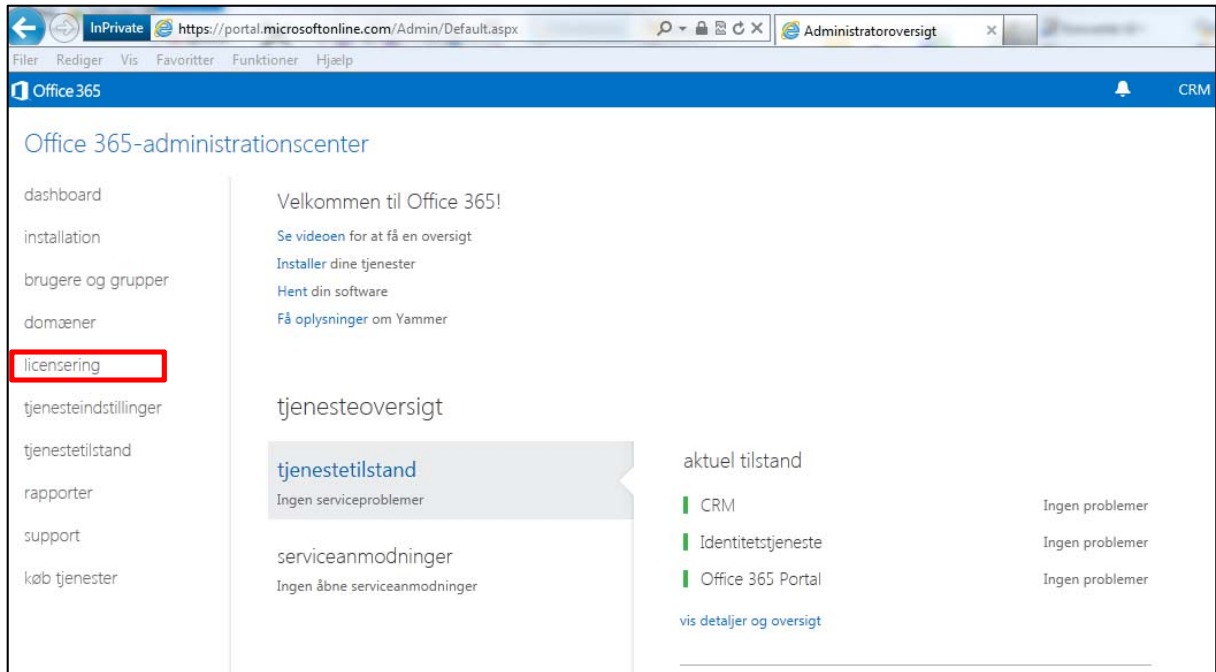 InPrivate https://portal.microsoftonline.com/Admin/Default.aspx Administratoroversigt
Filer Rediger Vis Favoritter Funktioner Hjælp
Office 365 CRM
Office 365-administrationscenter
dashboard
installation
brugere og grupper
domæner
licensering
tjenesteindstillinger
tjenestetilstand
rapporter
support
køb tjenester
Velkommen til Office 365!
Se videoen for at få en oversigt
Installer dine tjenester
Hent din software
Få oplysninger om Yammer
tjenesteoversigt
tjenestetilstand
Ingen serviceproblemer
serviceanmodninger
Ingen åbne serviceanmodninger
aktuel tilstand
CRM Ingen problemer
Identitetstjeneste Ingen problemer
Office 365 Portal Ingen problemer
vis detaljer og oversigt